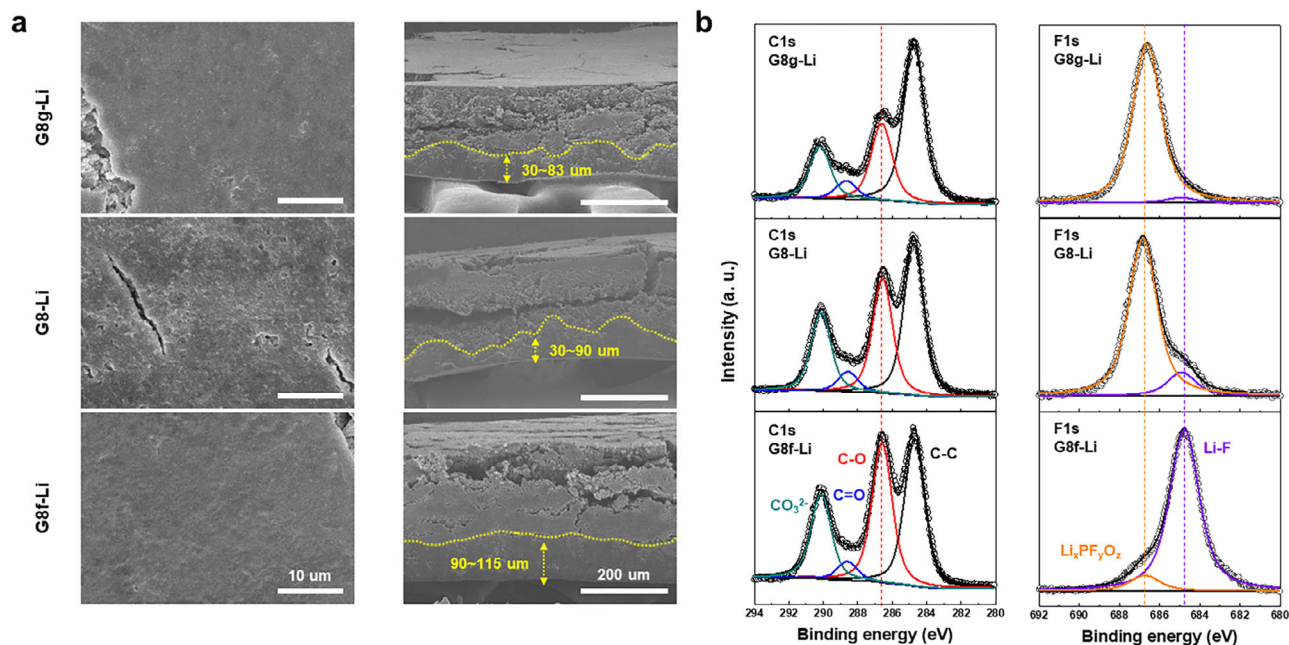 a
G8g-Li
30~83 um
G8-Li
30~90 um
G8f-Li
10 um
90~115 um
200 um
b
C1s
G8g-Li
F1s
G8g-Li
C1s
G8-Li
F1s
G8-Li
C1s
G8f-Li
C-O
C-C
C=O
CO₃²⁻
F1s
G8f-Li
Li-F
LiₓPFᵧO_z
Intensity (a. u.)
294 292 290 288 286 284 282 280
692 690 688 686 684 682 680
Binding energy (eV)
Binding energy (eV)